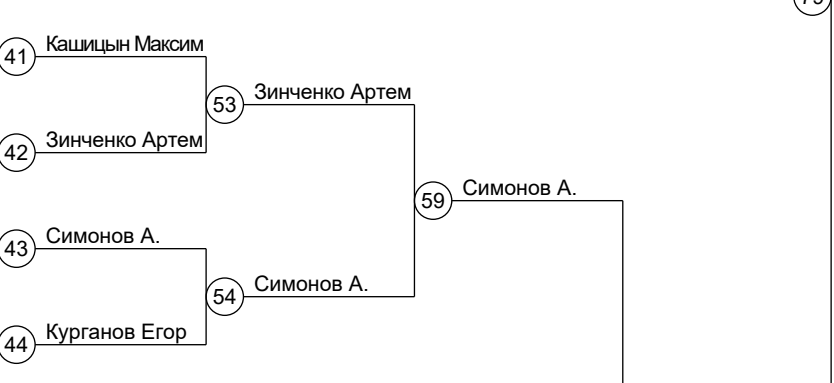 41 Кашицын Максим
53 Зинченко Артем
42 Зинченко Артем
59 Симонов А.
43 Симонов А.
54 Симонов А.
44 Курганов Егор